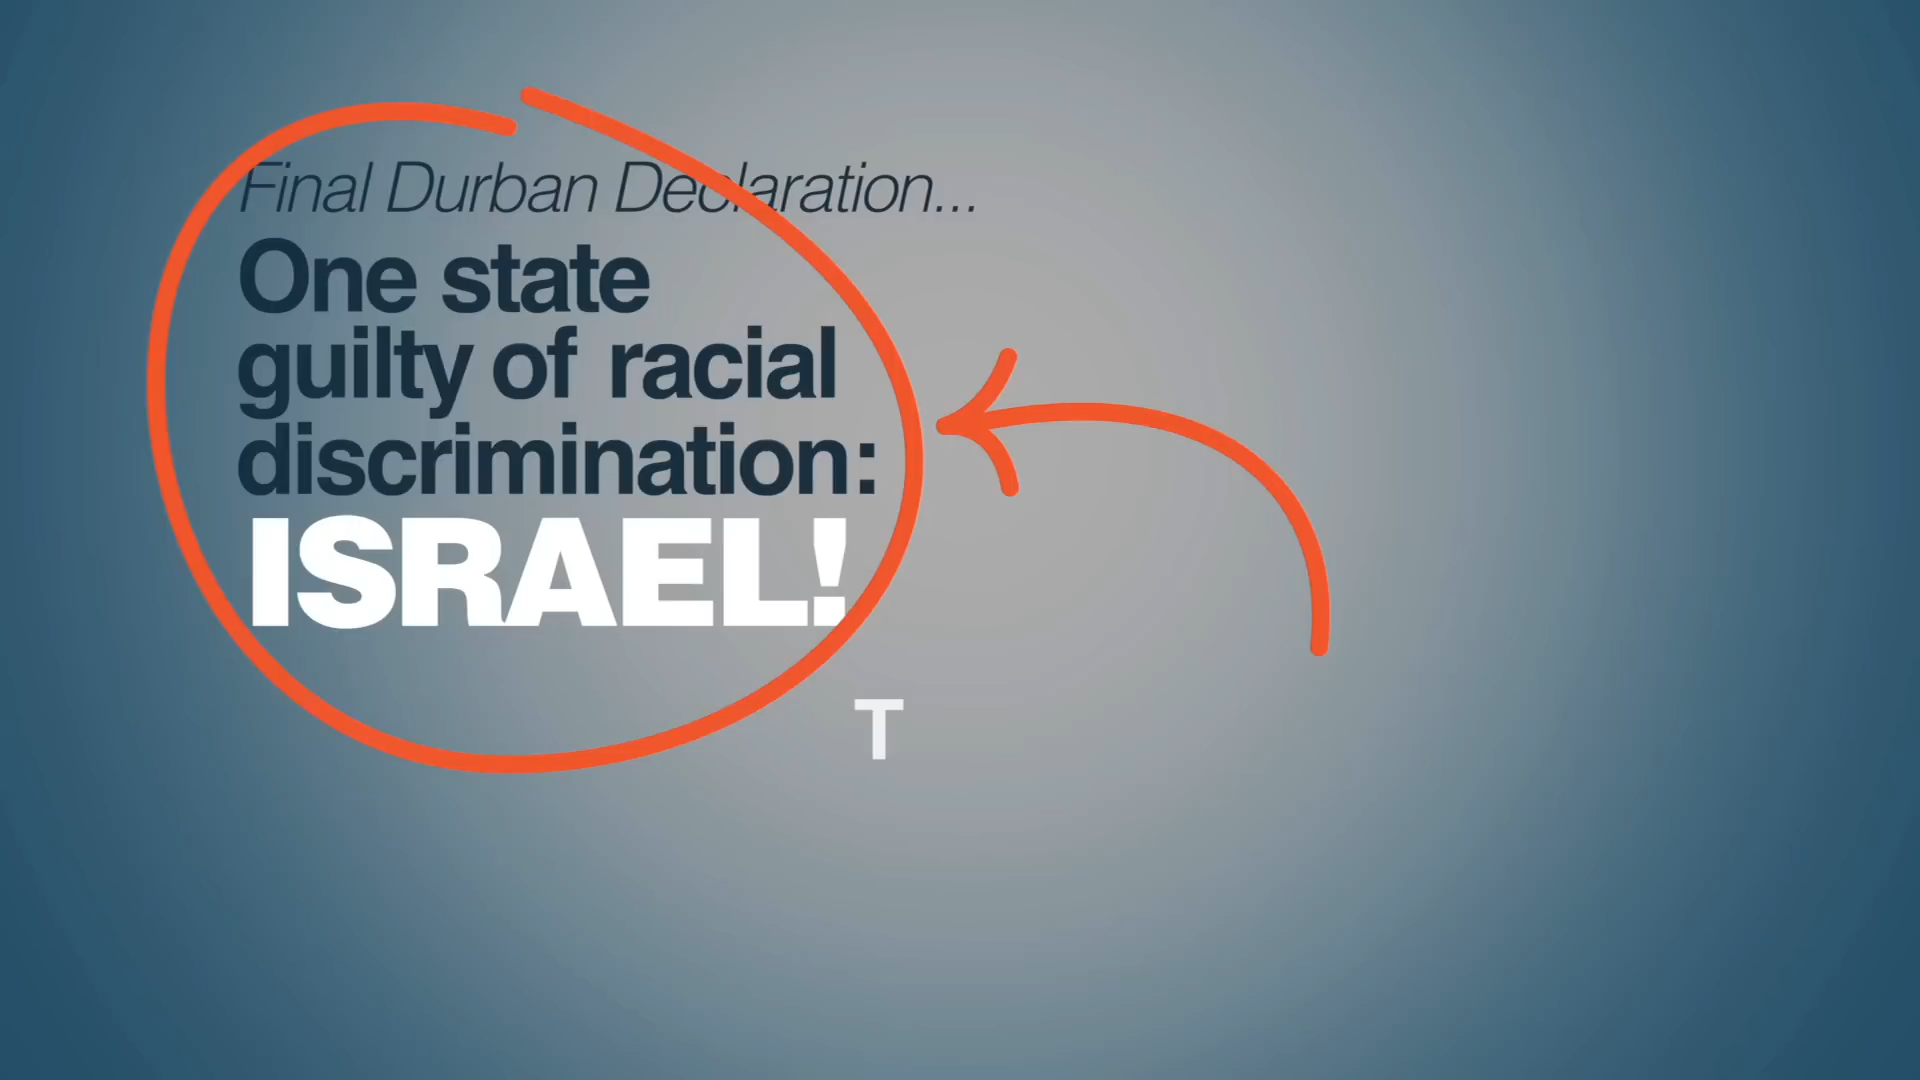 Final Durban Declaration...
One state
guilty of racial
discrimination:
ISRAEL!
T